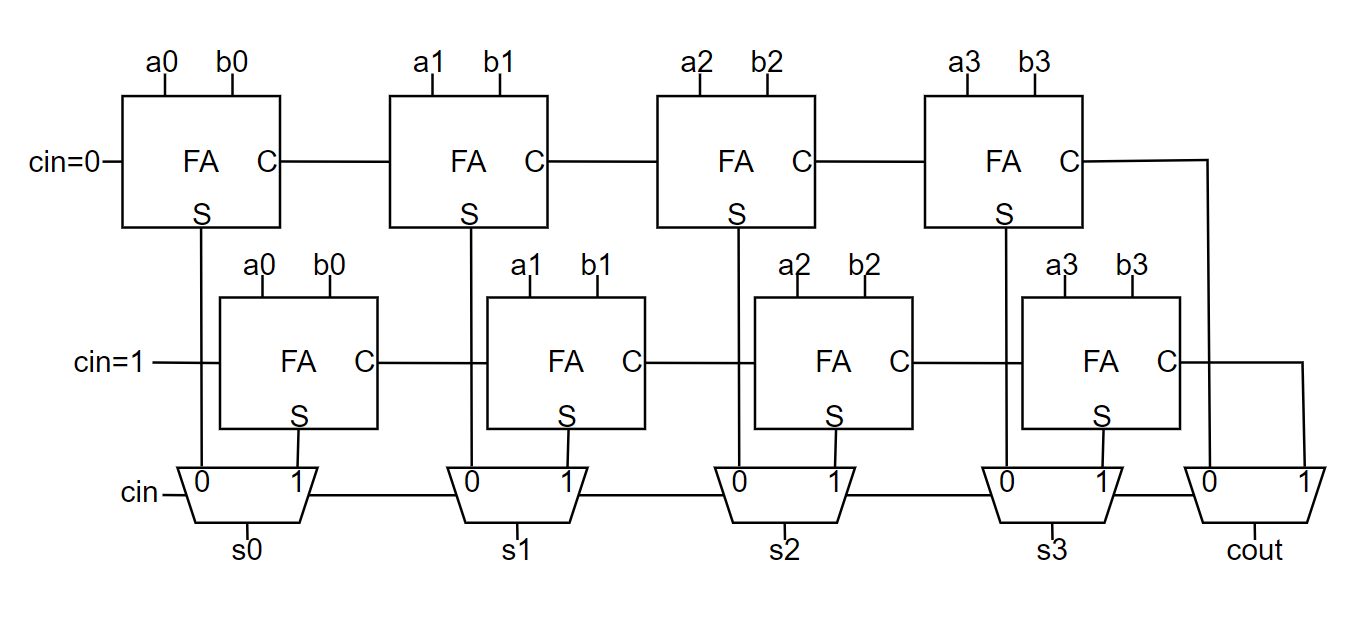 a0 b0 a1 b1 a2 b2 a3 b3
cin=0 FA C FA C FA C FA C
S S S S
a0 b0 a1 b1 a2 b2 a3 b3
cin=1 FA C FA C FA C FA C
S S S S
cin 0 1 0 1 0 1 0 1 0 1
s0 s1 s2 s3 cout